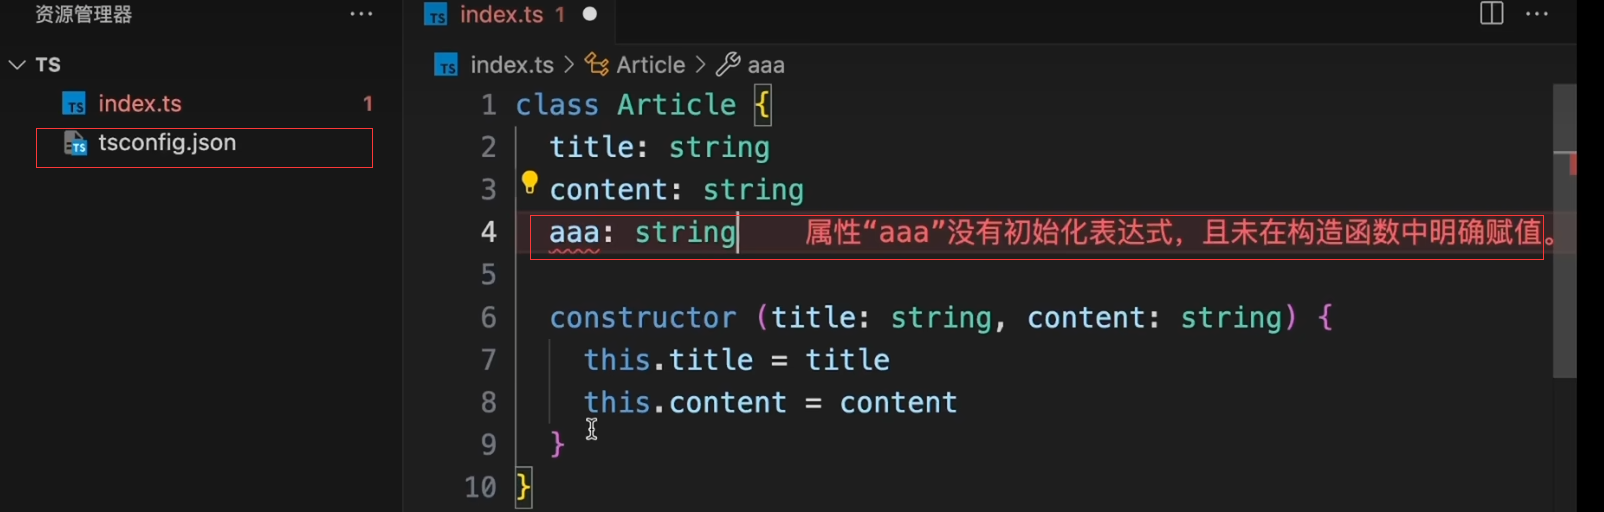 资源管理器 ···
TS
index.ts 1
tsconfig.json
index.ts 1
index.ts > Article > aaa
1 class Article {
2 title: string
3 content: string
4 aaa: string 属性“aaa”没有初始化表达式，且未在构造函数中明确赋值。
5
6 constructor (title: string, content: string) {
7 this.title = title
8 this.content = content
9 }
10 }